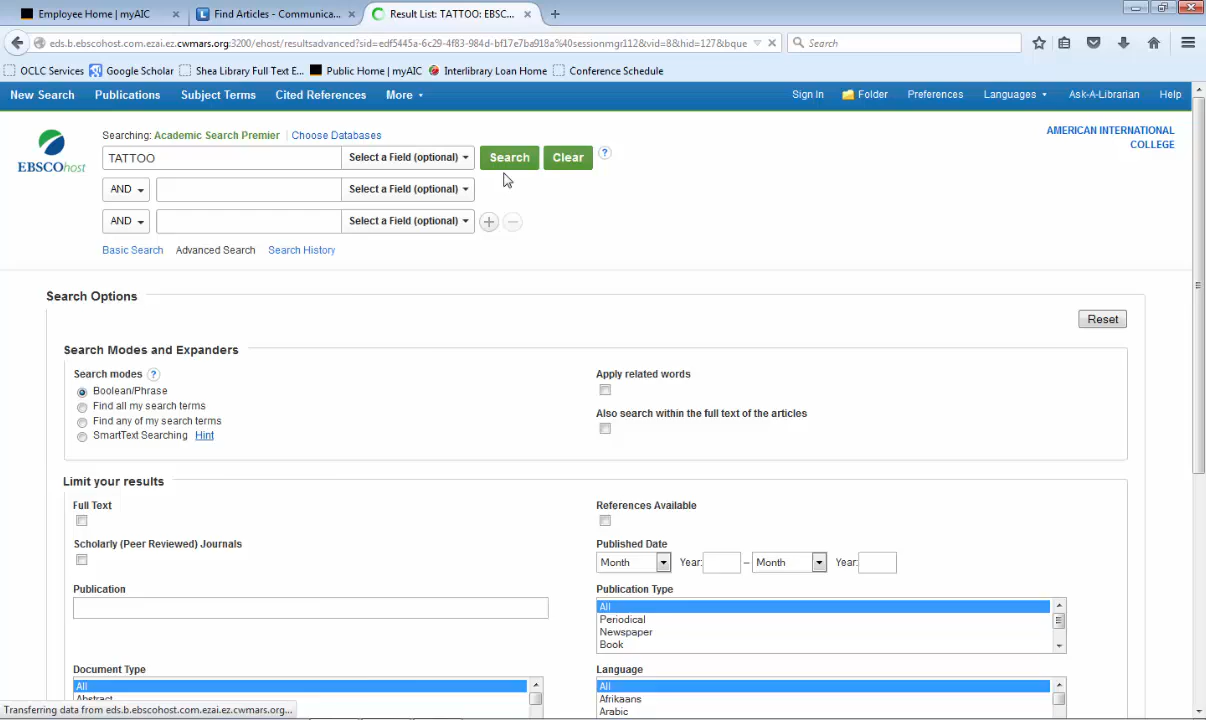 Employee Home | myAIC
Find Articles - Communica...
Result List: TATTOO: EBSC...
eds.b.ebscohost.com.ezai.ez.cwmars.org:3200/ehost/resultsadvanced?sid=edf5445a-6c29-4f83-984d-bf17e7ba918a%40sessionmgr112&vid=8&hid=127&bque
Search
OCLC Services
Google Scholar
Shea Library Full Text E...
Public Home | myAIC
Interlibrary Loan Home
Conference Schedule
New Search Publications Subject Terms Cited References More
Sign In Folder Preferences Languages Ask-A-Librarian Help
EBSCOhost
Searching: Academic Search Premier | Choose Databases
AMERICAN INTERNATIONAL
COLLEGE
TATTOO Select a Field (optional) Search Clear ?
AND Select a Field (optional)
AND Select a Field (optional)
Basic Search Advanced Search Search History
Search Options
Reset
Search Modes and Expanders
Search modes ?
Boolean/Phrase
Find all my search terms
Find any of my search terms
SmartText Searching Hint
Apply related words
Also search within the full text of the articles
Limit your results
Full Text
References Available
Scholarly (Peer Reviewed) Journals
Published Date
Month Year: – Month Year:
Publication
Publication Type
All
Periodical
Newspaper
Book
Document Type
All
Abstract
Language
All
Afrikaans
Arabic
Transferring data from eds.b.ebscohost.com.ezai.ez.cwmars.org...